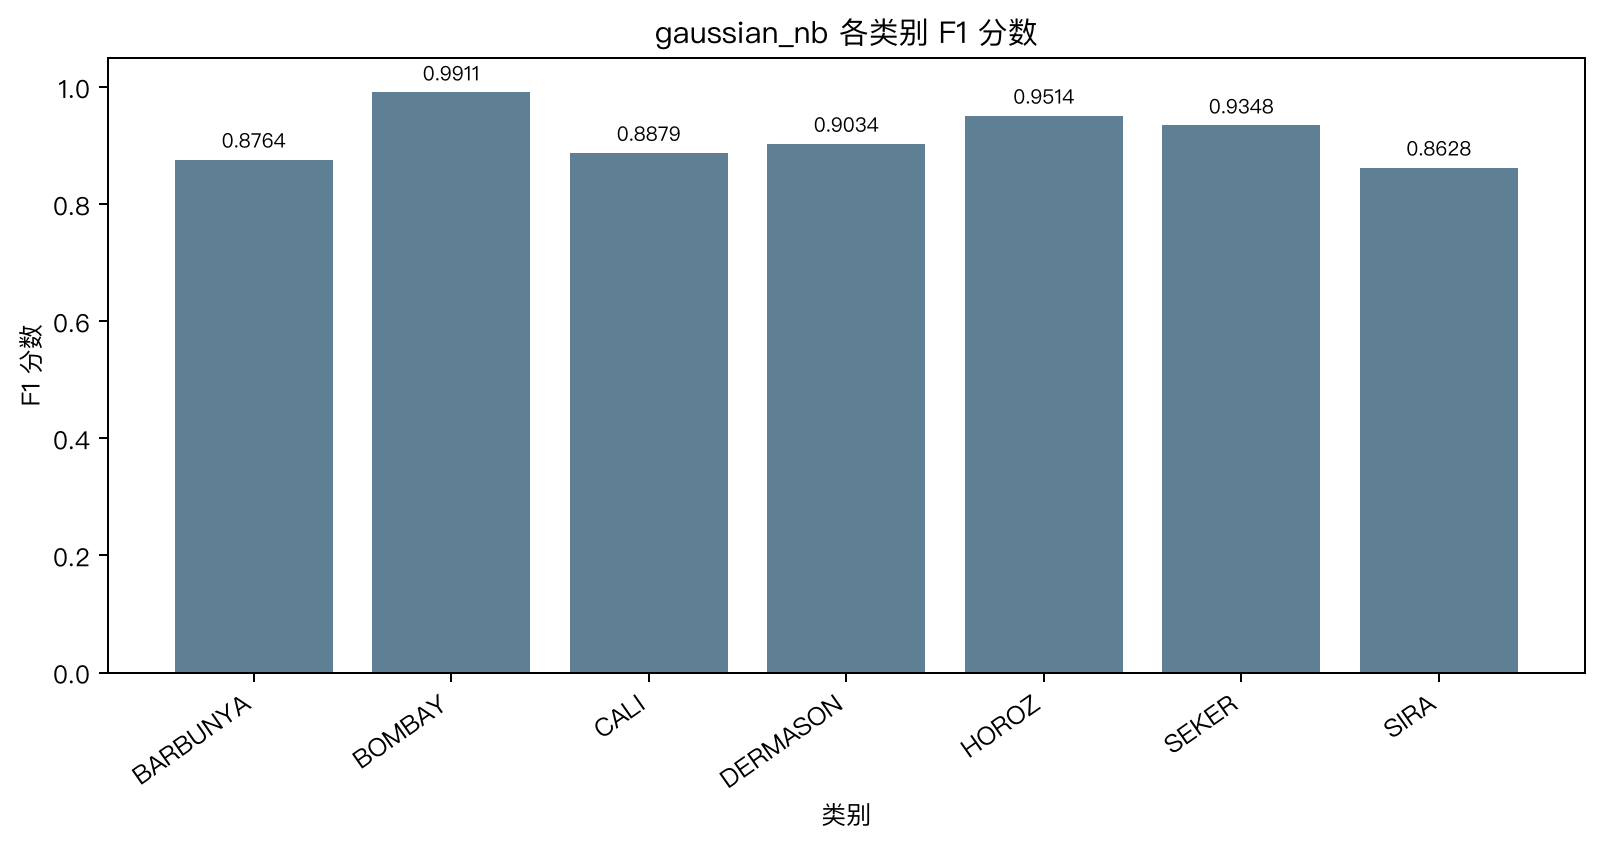 gaussian_nb 各类别 F1 分数
F1 分数
1.0
0.8
0.6
0.4
0.2
0.0
0.8764
0.9911
0.8879
0.9034
0.9514
0.9348
0.8628
BARBUNYA
BOMBAY
CALI
DERMASON
HOROZ
SEKER
SIRA
类别